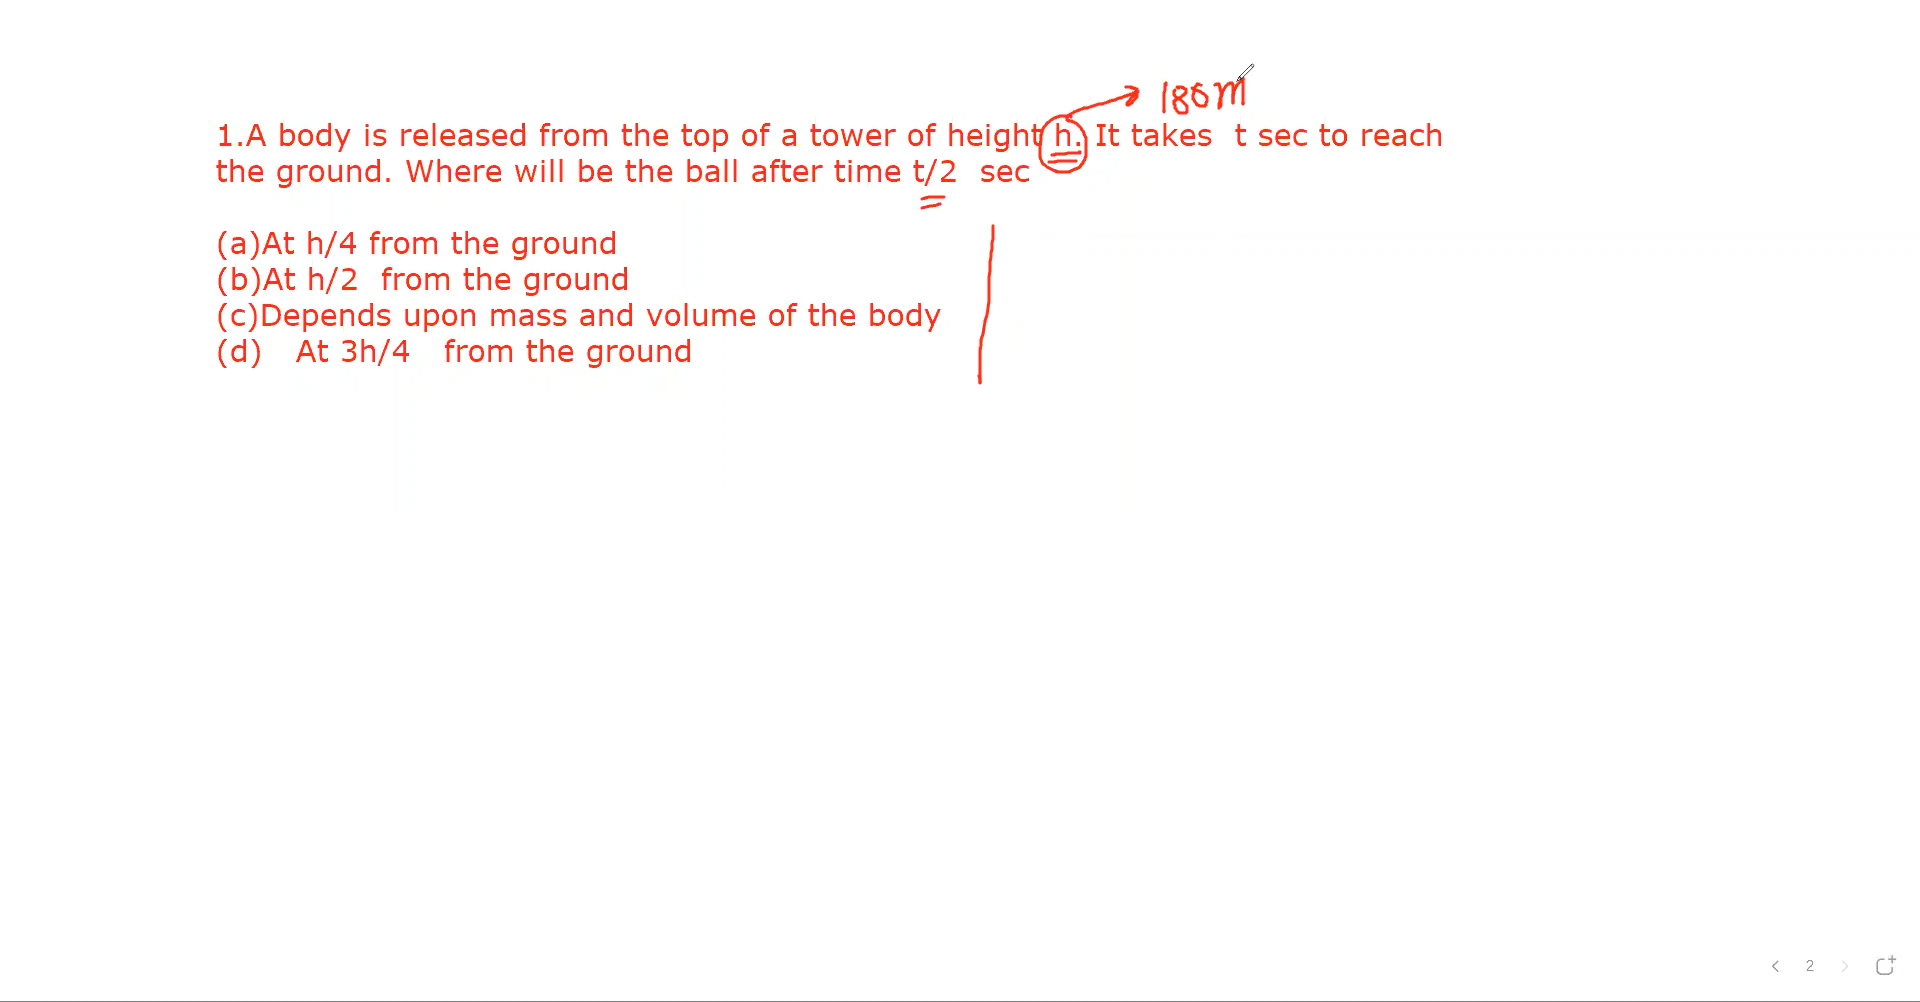 180m
1.A body is released from the top of a tower of height h. It takes t sec to reach
the ground. Where will be the ball after time t/2 sec
(a)At h/4 from the ground
(b)At h/2 from the ground
(c)Depends upon mass and volume of the body
(d) At 3h/4 from the ground
2